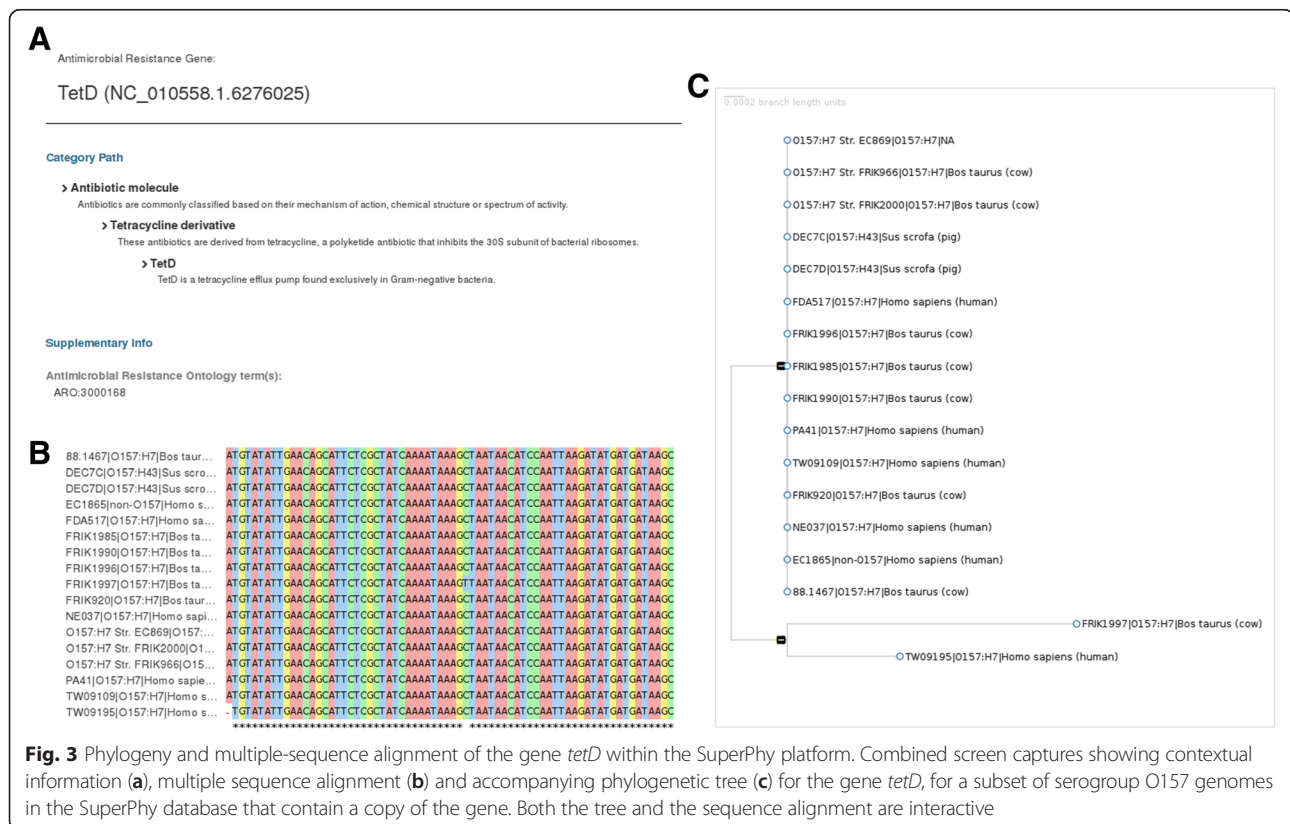 A
Antimicrobial Resistance Gene:
TetD (NC_010558.1.6276025)
Category Path
> Antibiotic molecule
Antibiotics are commonly classified based on their mechanism of action, chemical structure or spectrum of activity.
> Tetracycline derivative
These antibiotics are derived from tetracycline, a polyketide antibiotic that inhibits the 30S subunit of bacterial ribosomes.
> TetD
TetD is a tetracycline efflux pump found exclusively in Gram-negative bacteria.
Supplementary Info
Antimicrobial Resistance Ontology term(s):
ARO:3000168
B
88.1467|O157:H7|Bos taur... ATGTATATTGAACAGCATTCTCGCTATCAAAATAAAGCTAATAACATCCAATTAAGATATGATGATAAGC
DEC7C|O157:H43|Sus scro... ATGTATATTGAACAGCATTCTCGCTATCAAAATAAAGCTAATAACATCCAATTAAGATATGATGATAAGC
DEC7D|O157:H43|Sus scro... ATGTATATTGAACAGCATTCTCGCTATCAAAATAAAGCTAATAACATCCAATTAAGATATGATGATAAGC
EC1865|non-O157|Homo s... ATGTATATTGAACAGCATTCTCGCTATCAAAATAAAGCTAATAACATCCAATTAAGATATGATGATAAGC
FDA517|O157:H7|Homo sa... ATGTATATTGAACAGCATTCTCGCTATCAAAATAAAGCTAATAACATCCAATTAAGATATGATGATAAGC
FRIK1985|O157:H7|Bos ta... ATGTATATTGAACAGCATTCTCGCTATCAAAATAAAGCTAATAACATCCAATTAAGATATGATGATAAGC
FRIK1990|O157:H7|Bos ta... ATGTATATTGAACAGCATTCTCGCTATCAAAATAAAGCTAATAACATCCAATTAAGATATGATGATAAGC
FRIK1996|O157:H7|Bos ta... ATGTATATTGAACAGCATTCTCGCTATCAAAATAAAGCTAATAACATCCAATTAAGATATGATGATAAGC
FRIK1997|O157:H7|Bos ta... ATGTATATTGAACAGCATTCTCGCTATCAAAATAAAGTTAATAACATCCAATTAAGATATGATGATAAGC
FRIK920|O157:H7|Bos taur... ATGTATATTGAACAGCATTCTCGCTATCAAAATAAAGCTAATAACATCCAATTAAGATATGATGATAAGC
NE037|O157:H7|Homo sapi... ATGTATATTGAACAGCATTCTCGCTATCAAAATAAAGCTAATAACATCCAATTAAGATATGATGATAAGC
O157:H7 Str. EC869|O157:... ATGTATATTGAACAGCATTCTCGCTATCAAAATAAAGCTAATAACATCCAATTAAGATATGATGATAAGC
O157:H7 Str. FRIK2000|O1... ATGTATATTGAACAGCATTCTCGCTATCAAAATAAAGCTAATAACATCCAATTAAGATATGATGATAAGC
O157:H7 Str. FRIK966|O15... ATGTATATTGAACAGCATTCTCGCTATCAAAATAAAGCTAATAACATCCAATTAAGATATGATGATAAGC
PA41|O157:H7|Homo sapie... ATGTATATTGAACAGCATTCTCGCTATCAAAATAAAGCTAATAACATCCAATTAAGATATGATGATAAGC
TW09109|O157:H7|Homo s... ATGTATATTGAACAGCATTCTCGCTATCAAAATAAAGCTAATAACATCCAATTAAGATATGATGATAAGC
TW09195|O157:H7|Homo s... -TGTATATTGAACAGCATTCTCGCTATCAAAATAAAGCTAATAACATCCAATTAAGATATGATGATAAGC
************************************ ********************************
C
0.0002 branch length units
O157:H7 Str. EC869|O157:H7|NA
O157:H7 Str. FRIK966|O157:H7|Bos taurus (cow)
O157:H7 Str. FRIK2000|O157:H7|Bos taurus (cow)
DEC7C|O157:H43|Sus scrofa (pig)
DEC7D|O157:H43|Sus scrofa (pig)
FDA517|O157:H7|Homo sapiens (human)
FRIK1996|O157:H7|Bos taurus (cow)
FRIK1985|O157:H7|Bos taurus (cow)
FRIK1990|O157:H7|Bos taurus (cow)
PA41|O157:H7|Homo sapiens (human)
TW09109|O157:H7|Homo sapiens (human)
FRIK920|O157:H7|Bos taurus (cow)
NE037|O157:H7|Homo sapiens (human)
EC1865|non-O157|Homo sapiens (human)
88.1467|O157:H7|Bos taurus (cow)
FRIK1997|O157:H7|Bos taurus (cow)
TW09195|O157:H7|Homo sapiens (human)
Fig. 3 Phylogeny and multiple-sequence alignment of the gene tetD within the SuperPhy platform. Combined screen captures showing contextual
information (a), multiple sequence alignment (b) and accompanying phylogenetic tree (c) for the gene tetD, for a subset of serogroup O157 genomes
in the SuperPhy database that contain a copy of the gene. Both the tree and the sequence alignment are interactive